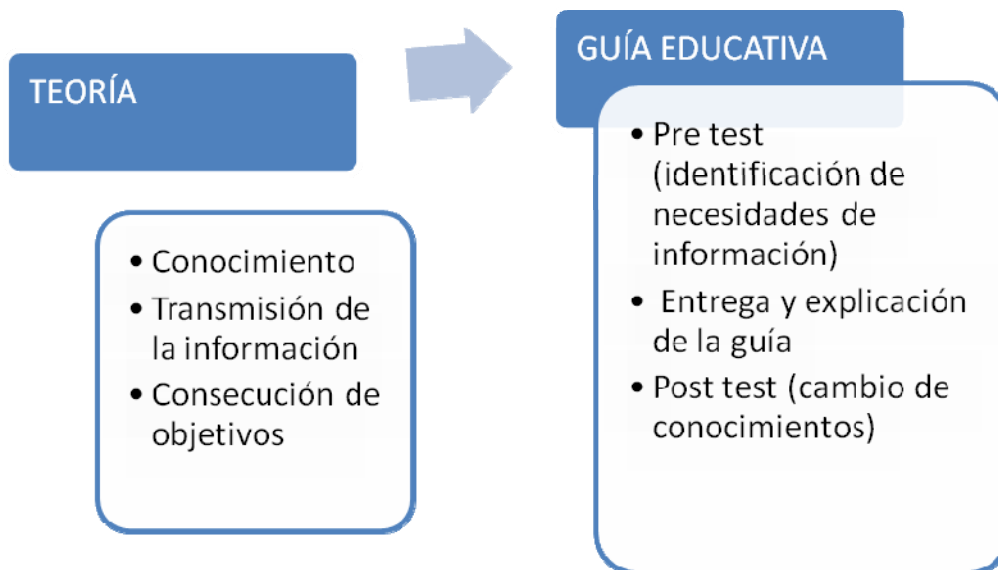 TEORÍA
• Conocimiento
• Transmisión de
la información
• Consecución de
objetivos
GUÍA EDUCATIVA
• Pre test
(identificación de
necesidades de
información)
• Entrega y explicación
de la guía
• Post test (cambio de
conocimientos)